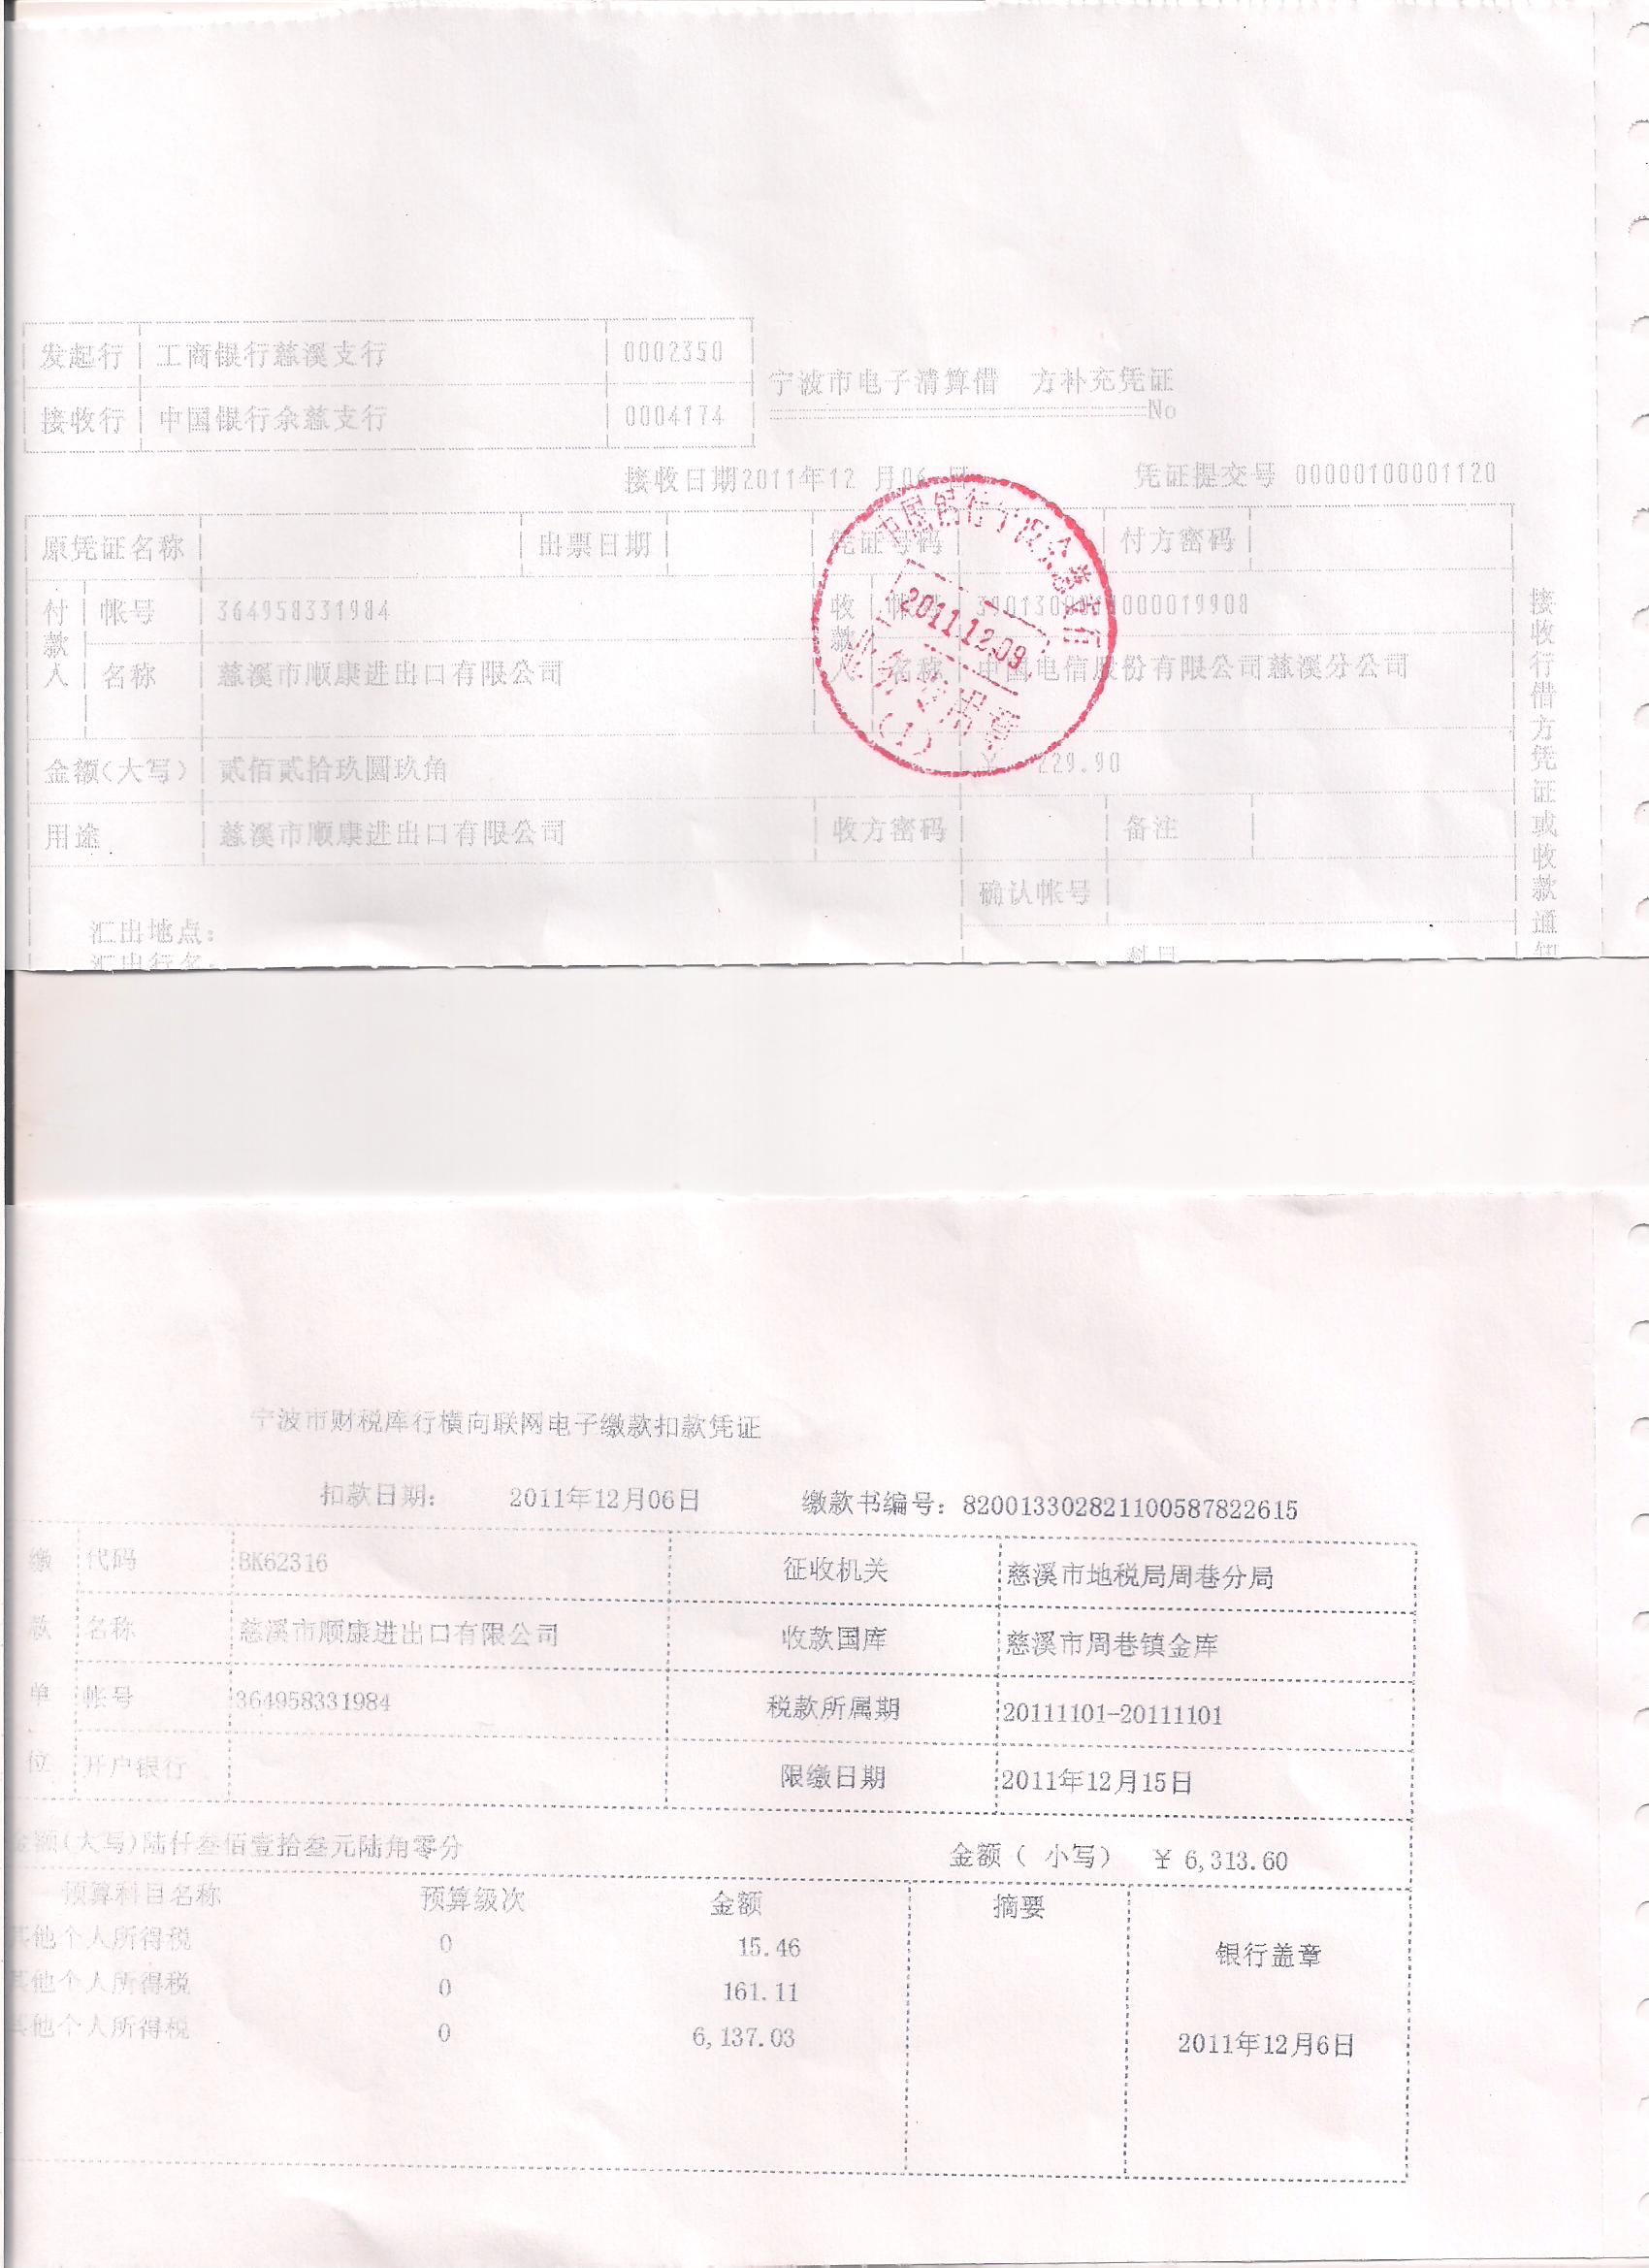 发起行 工商银行慈溪支行 0002350
接收行 中国银行余慈支行 0004174
宁波市电子清算借 方补充凭证
No
接收日期2011年12 月06 日 凭证提交号 00000100001120
原凭证名称 出票日期 凭证号码 付方密码
付款人 帐号 364958331984 收款人 帐号
名称 慈溪市顺康进出口有限公司 名称 中国电信股份有限公司慈溪分公司
金额(大写) 贰佰贰拾玖圆玖角 ¥ 229.90
用途 慈溪市顺康进出口有限公司 收方密码 备注
确认帐号
汇出地点:
汇出行名: 科目
接收行借方凭证或收款通知
2011.12.09
(1)
宁波市财税库行横向联网电子缴款扣款凭证
扣款日期: 2011年12月06日 缴款书编号: 820013302821100587822615
缴款单位
代码 BK62316 征收机关 慈溪市地税局周巷分局
名称 慈溪市顺康进出口有限公司 收款国库 慈溪市周巷镇金库
帐号 364958331984 税款所属期 20111101-20111101
开户银行 限缴日期 2011年12月15日
金额(大写)陆仟叁佰壹拾叁元陆角零分 金额( 小写) ¥ 6,313.60
预算科目名称 预算级次 金额 摘要
其他个人所得税 0 15.46
其他个人所得税 0 161.11
其他个人所得税 0 6,137.03
银行盖章
2011年12月6日